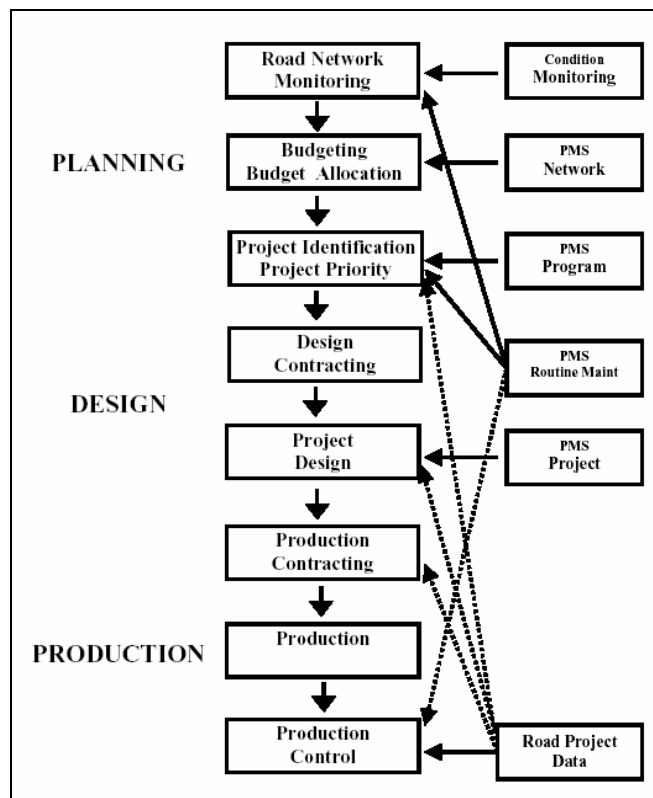 Road Network
Monitoring
Condition
Monitoring
PLANNING
Budgeting
Budget Allocation
PMS
Network
Project Identification
Project Priority
PMS
Program
Design
Contracting
PMS
Routine Maint
DESIGN
Project
Design
PMS
Project
Production
Contracting
PRODUCTION
Production
Production
Control
Road Project
Data